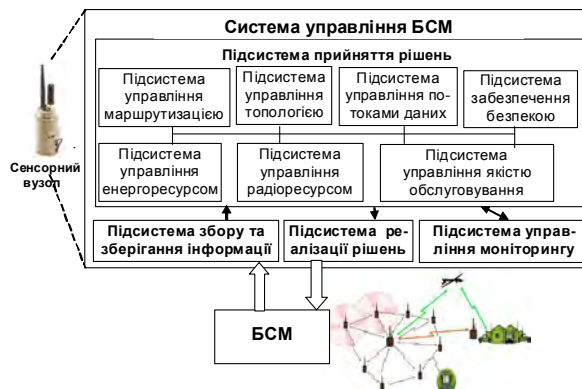 Система управління БСМ
Підсистема прийняття рішень
Підсистема
управління
маршрутизацією
Підсистема
управління
топологією
Підсистема
управління по-
токами даних
Підсистема
забезпечення
безпекою
Сенсорний
вузол
Підсистема
управління
енергоресурсом
Підсистема
управління
радіоресурсом
Підсистема
управління якістю
обслуговування
Підсистема збору та
зберігання інформації
Підсистема ре-
алізації рішень
Підсистема управ-
ління моніторингу
БСМ